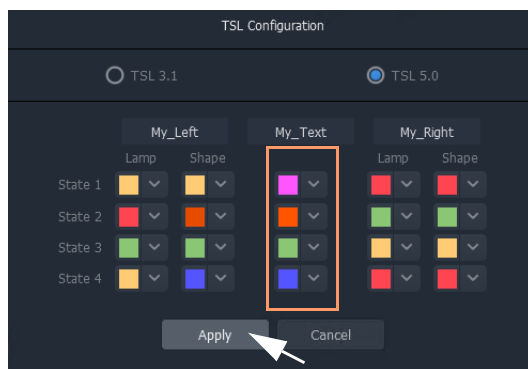 TSL Configuration
TSL 3.1 TSL 5.0
My_Left My_Text My_Right
Lamp Shape Lamp Shape
State 1
State 2
State 3
State 4
Apply Cancel